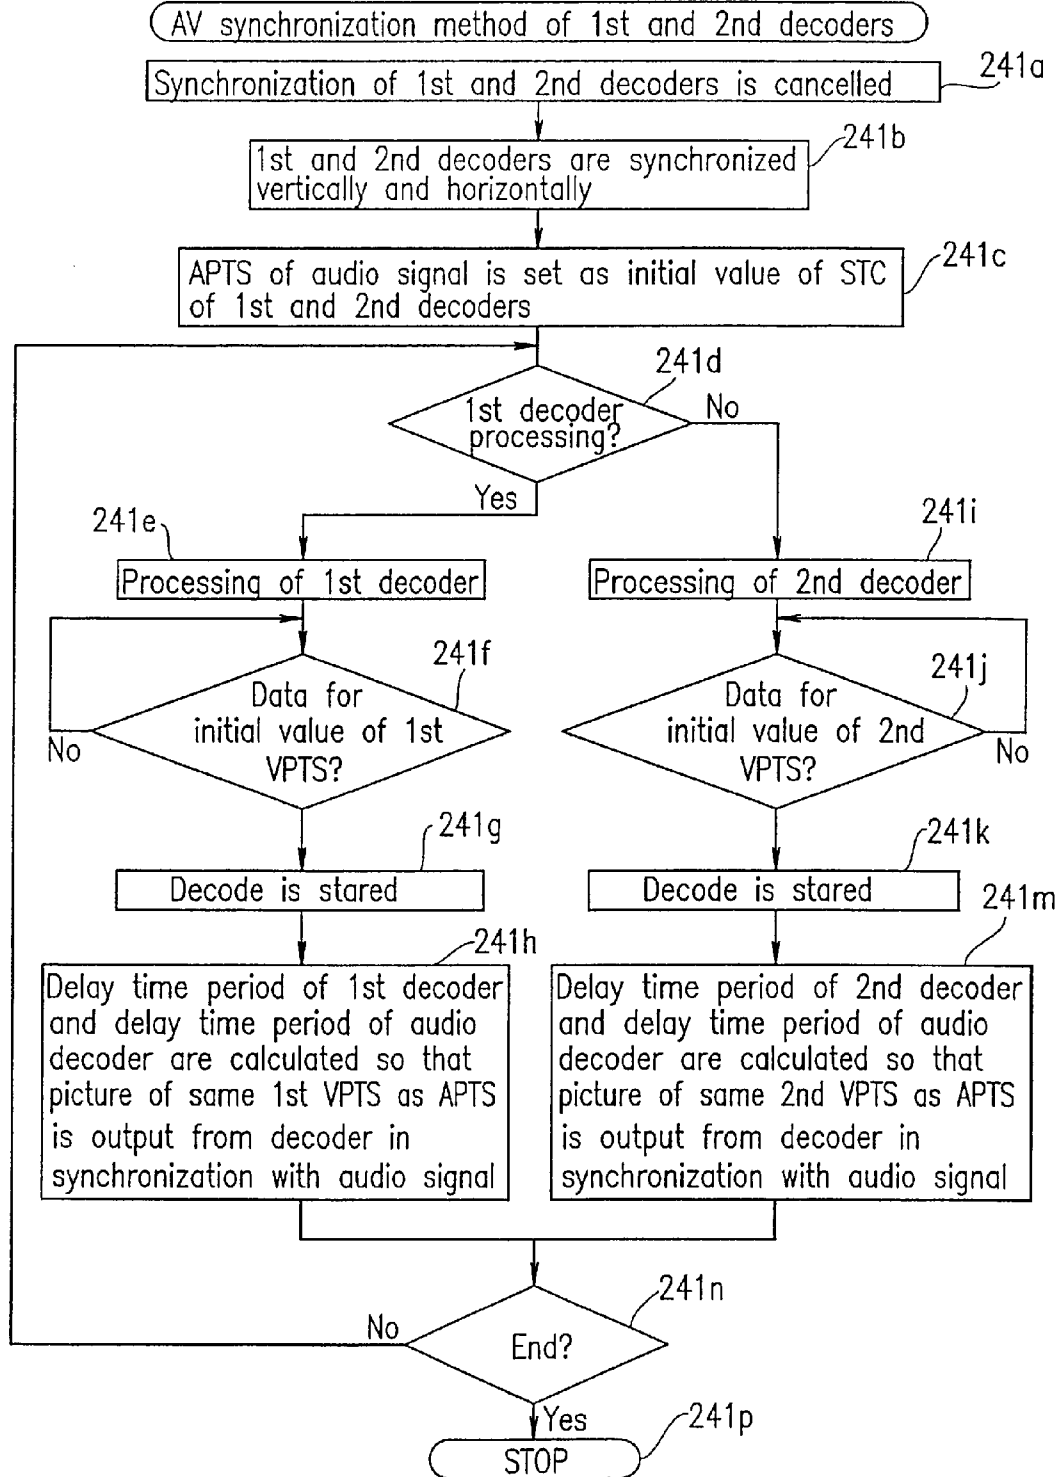 AV synchronization method of 1st and 2nd decoders
Synchronization of 1st and 2nd decoders is cancelled
241a
241b
1st and 2nd decoders are synchronized
vertically and horizontally
241c
APTS of audio signal is set as initial value of STC
of 1st and 2nd decoders
241d
1st decoder
processing?
No
Yes
241e
Processing of 1st decoder
241i
Processing of 2nd decoder
241f
Data for
initial value of 1st
VPTS?
No
241j
Data for
initial value of 2nd
VPTS?
No
241g
Decode is stared
241k
Decode is stared
241h
Delay time period of 1st decoder
and delay time period of audio
decoder are calculated so that
picture of same 1st VPTS as APTS
is output from decoder in
synchronization with audio signal
241m
Delay time period of 2nd decoder
and delay time period of audio
decoder are calculated so that
picture of same 2nd VPTS as APTS
is output from decoder in
synchronization with audio signal
241n
No
End?
Yes
241p
STOP